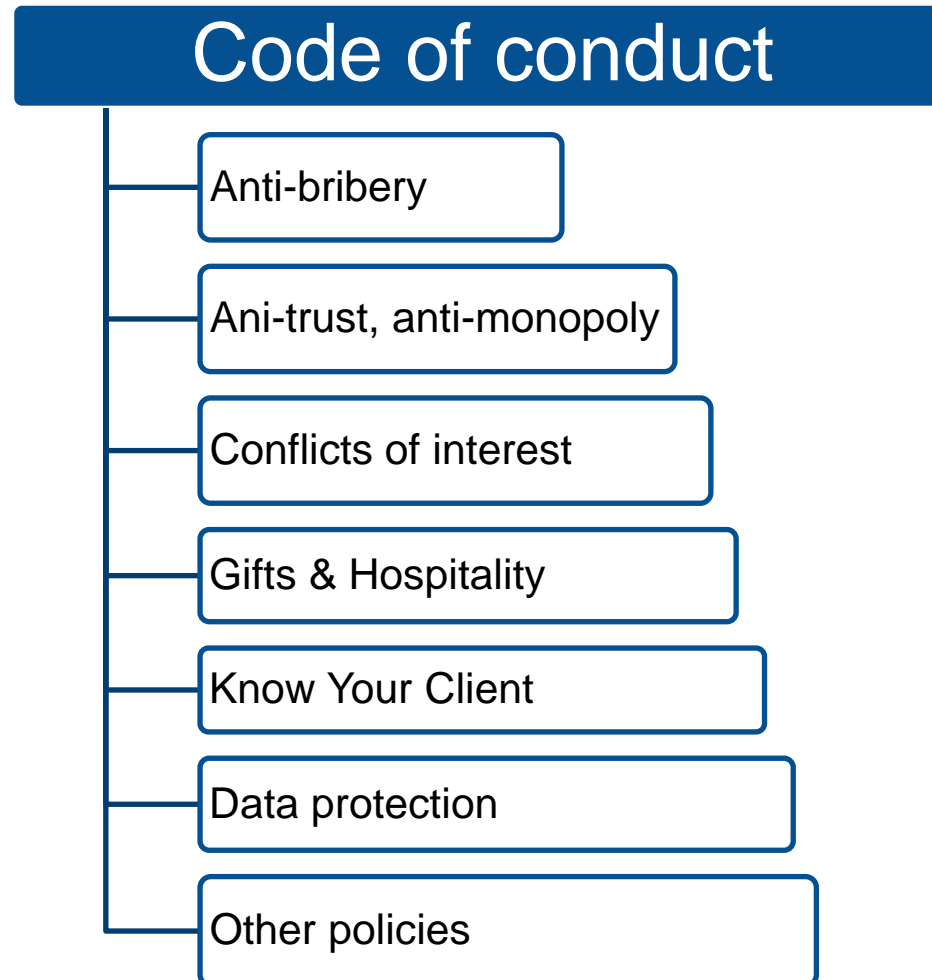 Code of conduct
Anti-bribery
Ani-trust, anti-monopoly
Conflicts of interest
Gifts & Hospitality
Know Your Client
Data protection
Other policies